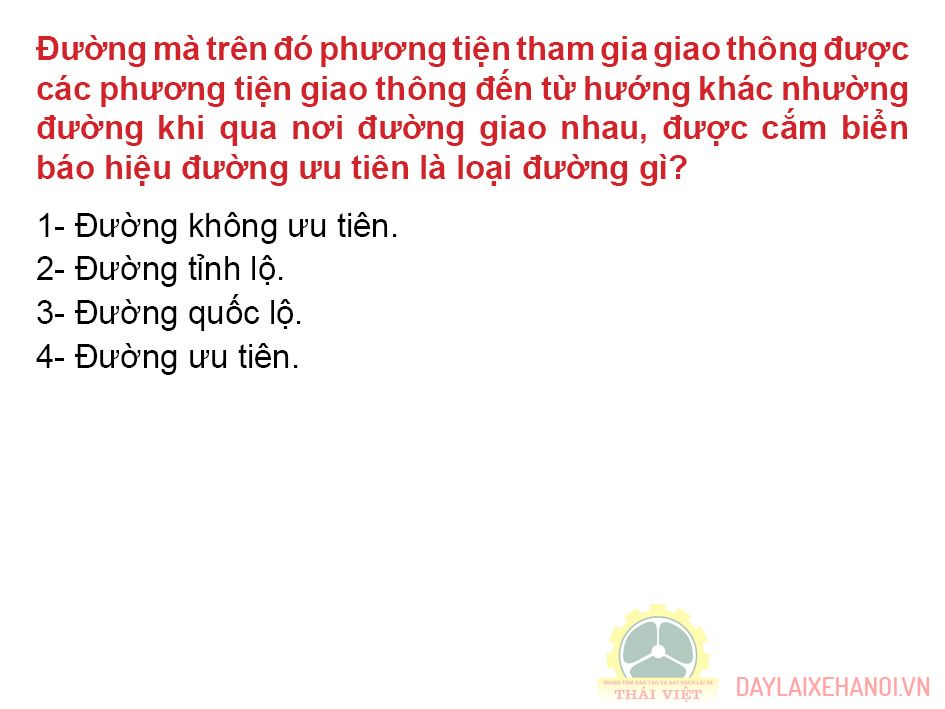 Đường mà trên đó phương tiện tham gia giao thông được
các phương tiện giao thông đến từ hướng khác nhường
đường khi qua nơi đường giao nhau, được cắm biển
báo hiệu đường ưu tiên là loại đường gì?
1- Đường không ưu tiên.
2- Đường tỉnh lộ.
3- Đường quốc lộ.
4- Đường ưu tiên.
TRUNG TÂM ĐÀO TẠO VÀ SÁT HẠCH LÁI XE
THÁI VIỆT
DAYLAIXEHANOI.VN